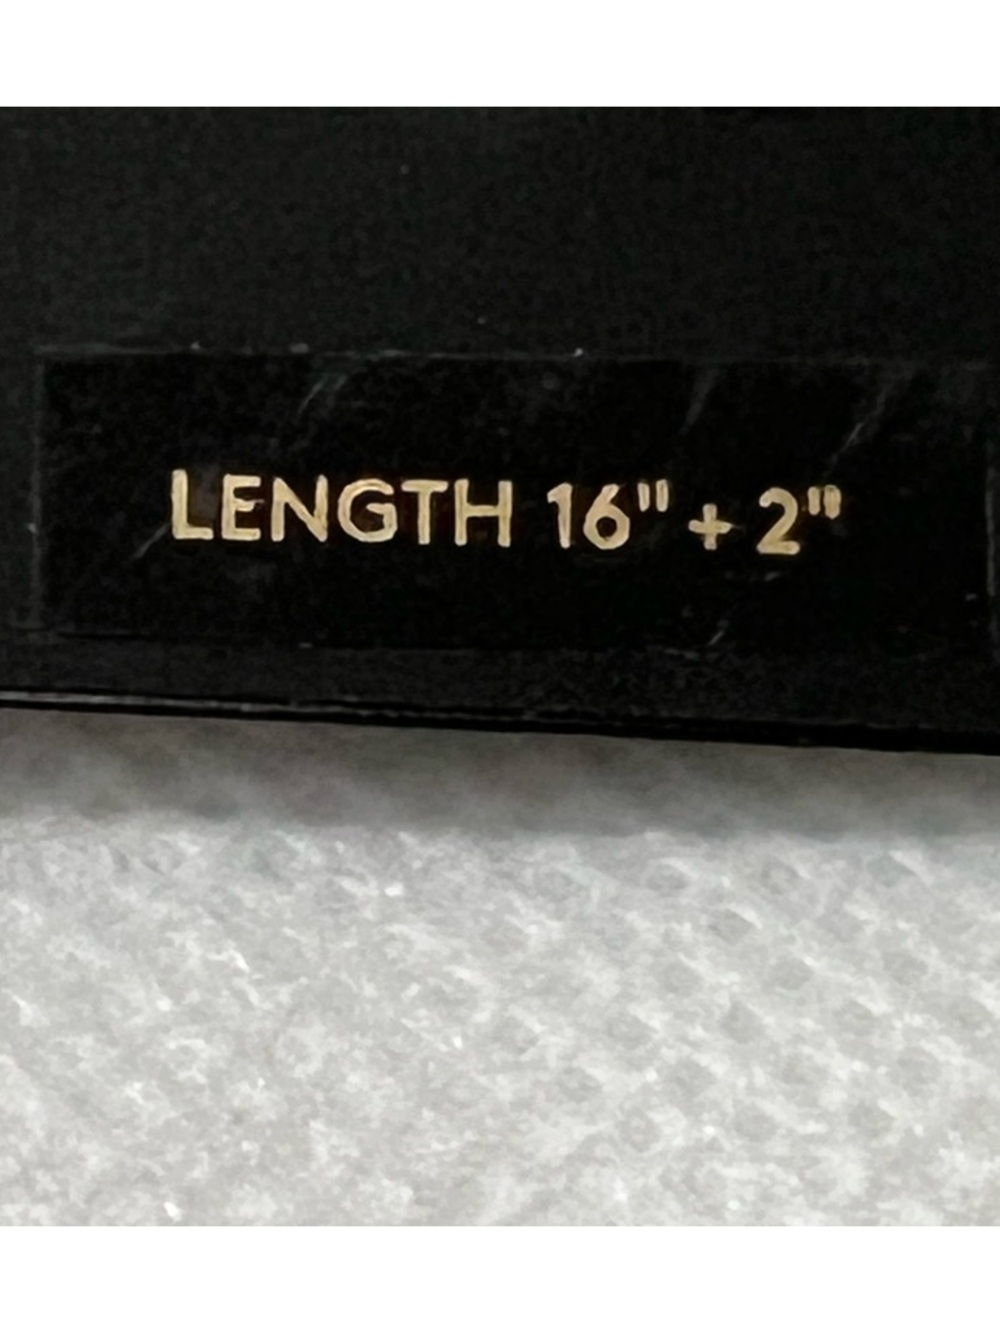 LENGTH 16" + 2"